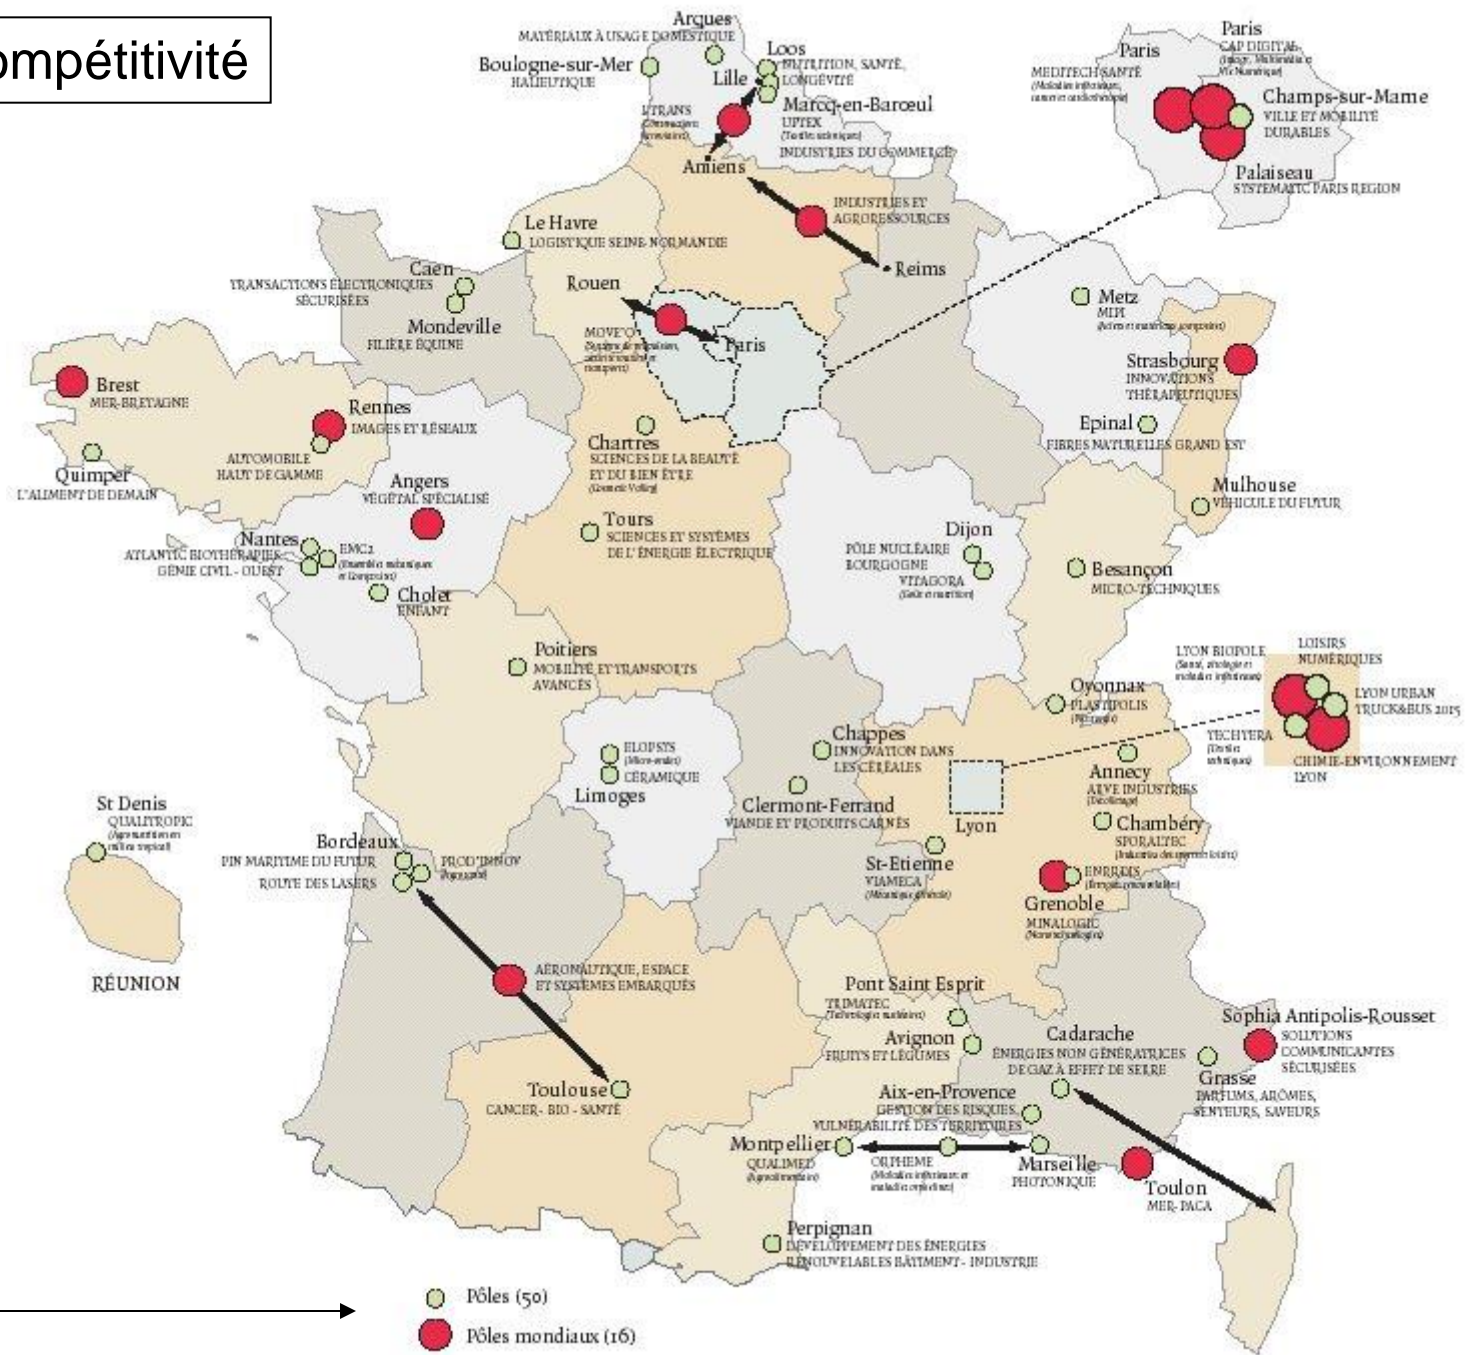 ompétitivité
Arques
MATÉRIAUX À USAGE DOMESTIQUE
Boulogne-sur-Mer
HALIEUTIQUE
Loos
NUTRITION, SANTÉ,
LONGÉVITÉ
Lille
Marcq-en-Barœul
UPTEX
(Textiles techniques)
INDUSTRIES DU COMMERCE
I-TRANS
Amiens
INDUSTRIES ET
AGRORESSOURCES
Reims
Paris
MEDITECH SANTÉ
Paris
CAP DIGITAL
Champs-sur-Marne
VILLE ET MOBILITÉ
DURABLES
Palaiseau
SYSTEMATIC PARIS REGION
Le Havre
LOGISTIQUE SEINE-NORMANDIE
Rouen
MOVE'O
Paris
Caen
TRANSACTIONS ÉLECTRONIQUES
SÉCURISÉES
Mondeville
FILIÈRE ÉQUINE
Metz
MIPI
Strasbourg
INNOVATIONS
THÉRAPEUTIQUES
Epinal
FIBRES NATURELLES GRAND EST
Mulhouse
VÉHICULE DU FUTUR
Brest
MER-BRETAGNE
Rennes
IMAGES ET RÉSEAUX
AUTOMOBILE
HAUT DE GAMME
Quimper
L'ALIMENT DE DEMAIN
Angers
VÉGÉTAL SPÉCIALISÉ
Chartres
SCIENCES DE LA BEAUTÉ
ET DU BIEN ÊTRE
(Cosmetic Valley)
Tours
SCIENCES ET SYSTÈMES
DE L'ÉNERGIE ÉLECTRIQUE
Nantes
ATLANTIC BIOTHÉRAPIES
GÉNIE CIVIL - OUEST
EMC2
Cholet
ENFANT
Dijon
PÔLE NUCLÉAIRE
BOURGOGNE
VITAGORA
(Goût et nutrition)
Besançon
MICRO-TECHNIQUES
Poitiers
MOBILITÉ ET TRANSPORTS
AVANCÉS
LYON BIOPOLE
LOISIRS
NUMÉRIQUES
LYON URBAN
TRUCK&BUS 2015
TECHTERA
CHIMIE-ENVIRONNEMENT
LYON
Oyonnax
PLASTIPOLIS
Annecy
ARVE INDUSTRIES
Chambéry
SPORALTEC
Lyon
St-Etienne
VIAMECA
ENRRDIS
Grenoble
MINALOGIC
Chappes
INNOVATION DANS
LES CÉRÉALES
Clermont-Ferrand
VIANDE ET PRODUITS CARNÉS
ELOPSYS
CÉRAMIQUE
Limoges
St Denis
QUALITROPIC
RÉUNION
Bordeaux
PIN MARITIME DU FUTUR
ROUTE DES LASERS
PROD'INNOV
AÉRONAUTIQUE, ESPACE
ET SYSTÈMES EMBARQUÉS
Toulouse
CANCER - BIO - SANTÉ
Pont Saint Esprit
TRIMATEC
Avignon
FRUITS ET LÉGUMES
Cadarache
ÉNERGIES NON GÉNÉRATRICES
DE GAZ À EFFET DE SERRE
Sophia Antipolis-Rousset
SOLUTIONS
COMMUNICANTES
SÉCURISÉES
Grasse
PARFUMS, ARÔMES,
SENTEURS, SAVEURS
Aix-en-Provence
GESTION DES RISQUES,
VULNÉRABILITÉ DES TERRITOIRES
Montpellier
QUALIMED
ORPHEME
Marseille
PHOTONIQUE
Toulon
MER- PACA
Perpignan
DÉVELOPPEMENT DES ÉNERGIES
RENOUVELABLES BÂTIMENT - INDUSTRIE
Pôles (50)
Pôles mondiaux (16)